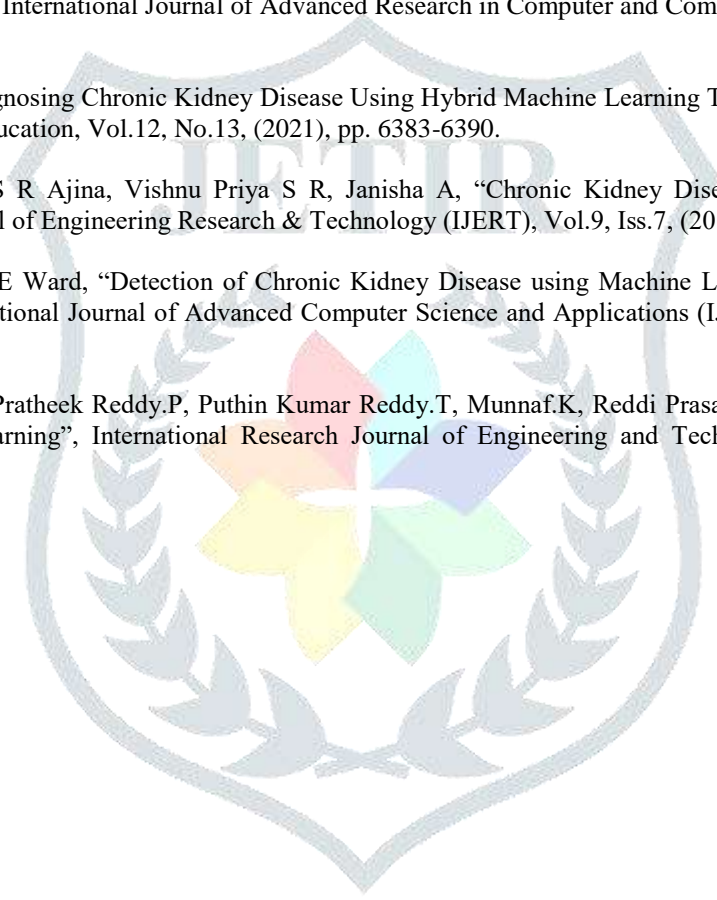 International Journal of Advanced Research in Computer and Com
gnosing Chronic Kidney Disease Using Hybrid Machine Learning T
ucation, Vol.12, No.13, (2021), pp. 6383-6390.
S R Ajina, Vishnu Priya S R, Janisha A, “Chronic Kidney Dise
l of Engineering Research & Technology (IJERT), Vol.9, Iss.7, (20
E Ward, “Detection of Chronic Kidney Disease using Machine L
tional Journal of Advanced Computer Science and Applications (IJ
Pratheek Reddy.P, Puthin Kumar Reddy.T, Munnaf.K, Reddi Prasa
arning”, International Research Journal of Engineering and Tech
JETIR